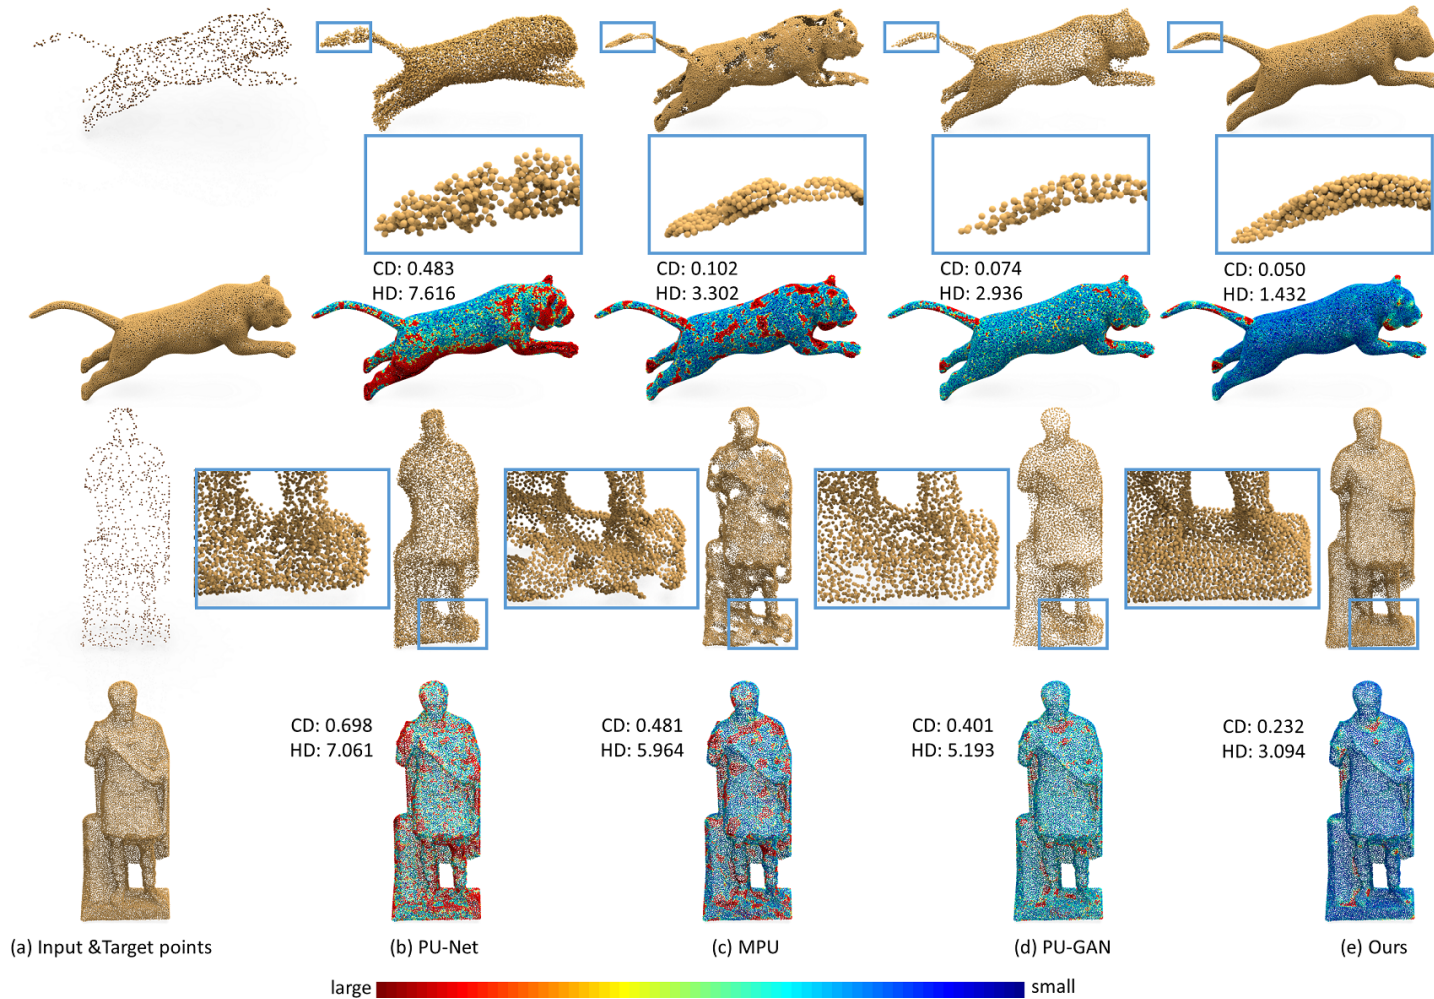 CD: 0.483
HD: 7.616
CD: 0.102
HD: 3.302
CD: 0.074
HD: 2.936
CD: 0.050
HD: 1.432
CD: 0.698
HD: 7.061
CD: 0.481
HD: 5.964
CD: 0.401
HD: 5.193
CD: 0.232
HD: 3.094
(a) Input &Target points
(b) PU-Net
(c) MPU
(d) PU-GAN
(e) Ours
large
small